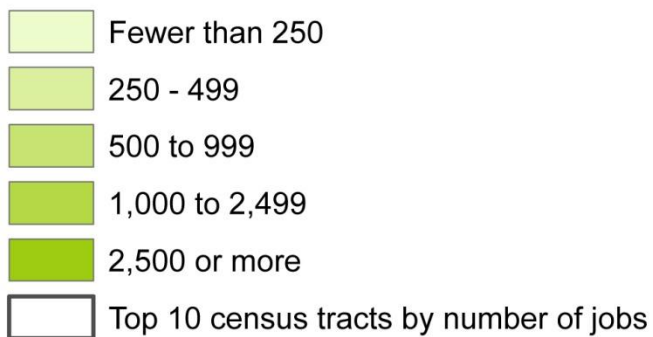 Fewer than 250
250 - 499
500 to 999
1,000 to 2,499
2,500 or more
Top 10 census tracts by number of jobs